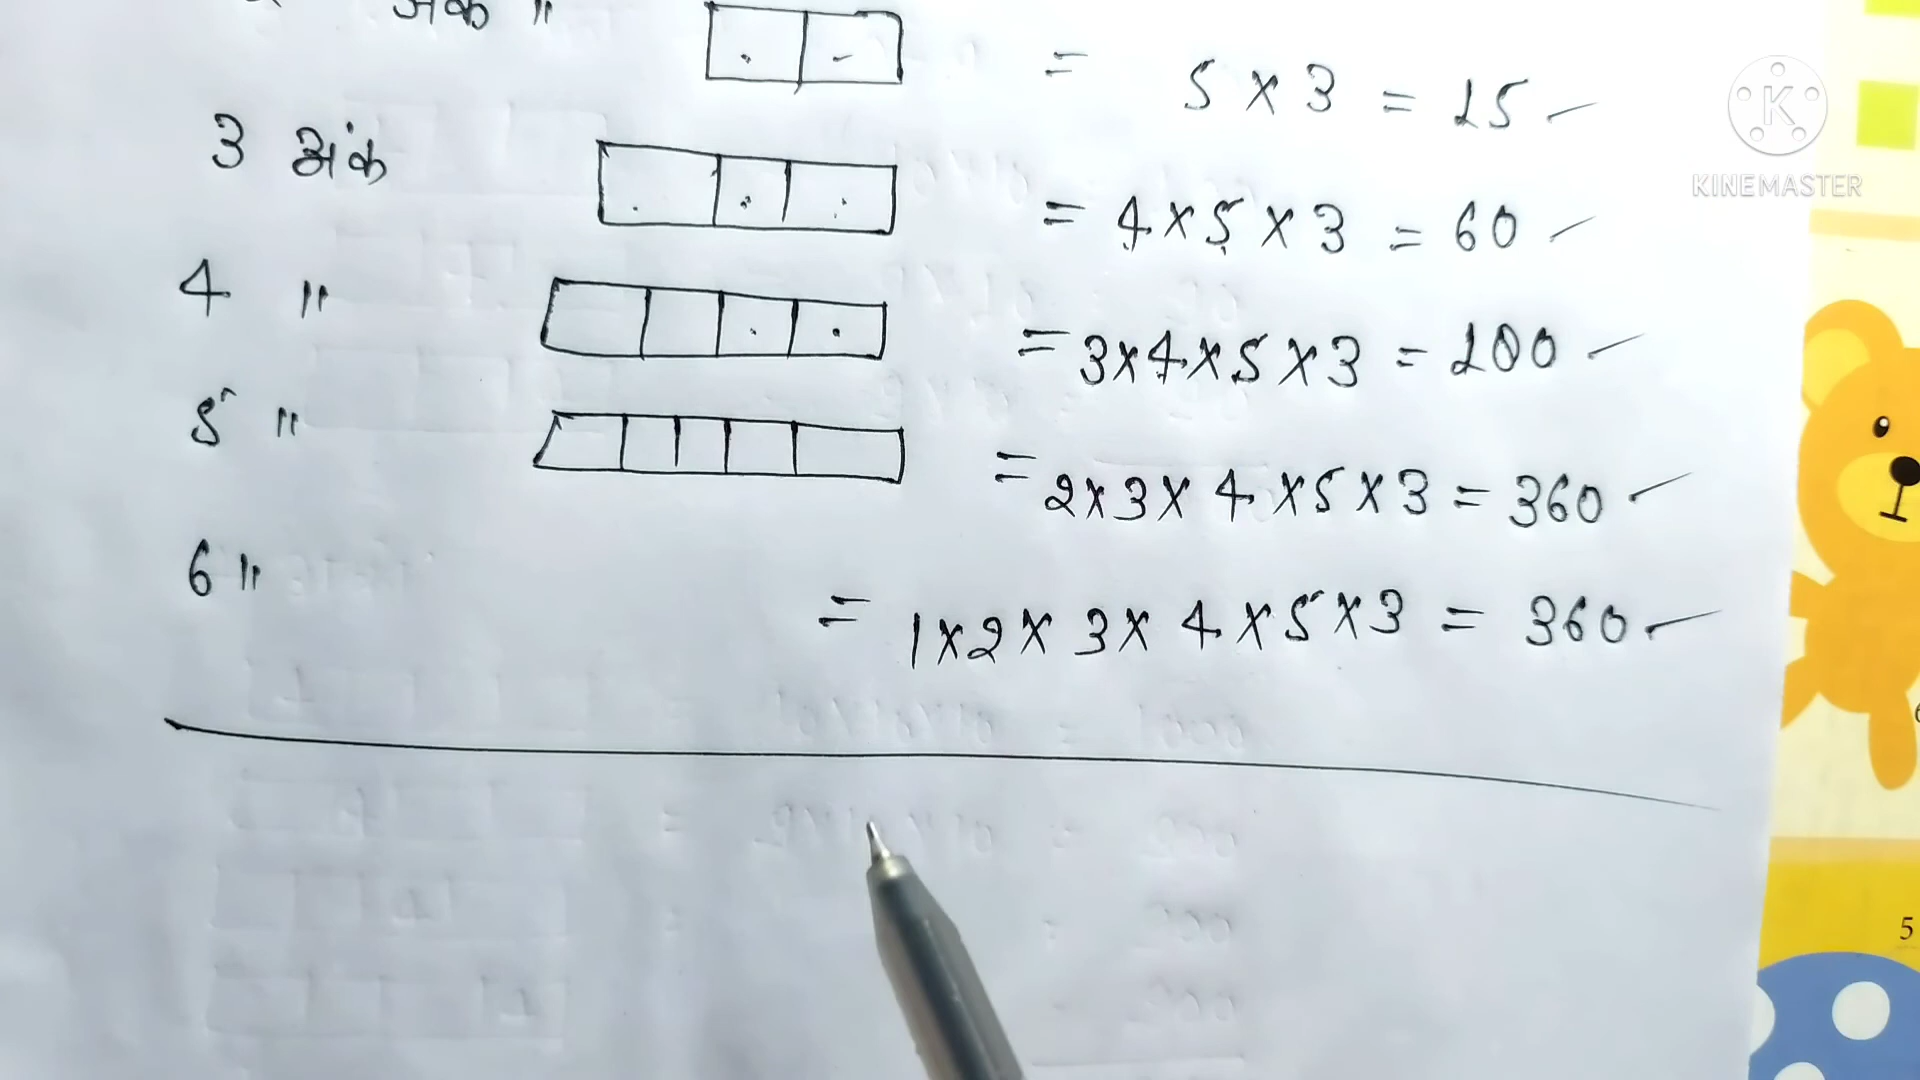 अंक "
= 5 × 3 = 15
3 अंक = 4 × 5 × 3 = 60
4 " = 3 × 4 × 5 × 3 = 180
5 " = 2 × 3 × 4 × 5 × 3 = 360
6 " = 1 × 2 × 3 × 4 × 5 × 3 = 360
K
KINEMASTER
5